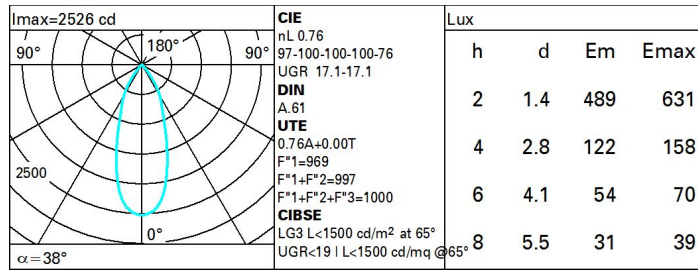 Imax=2526 cd
90° 180° 90°
2500
0°
α=38°
CIE
nL 0.76
97-100-100-100-76
UGR 17.1-17.1
DIN
A.61
UTE
0.76A+0.00T
F"1=969
F"1+F"2=997
F"1+F"2+F"3=1000
CIBSE
LG3 L<1500 cd/m² at 65°
UGR<19 | L<1500 cd/mq @65°
Lux
h d Em Emax
2 1.4 489 631
4 2.8 122 158
6 4.1 54 70
8 5.5 31 39